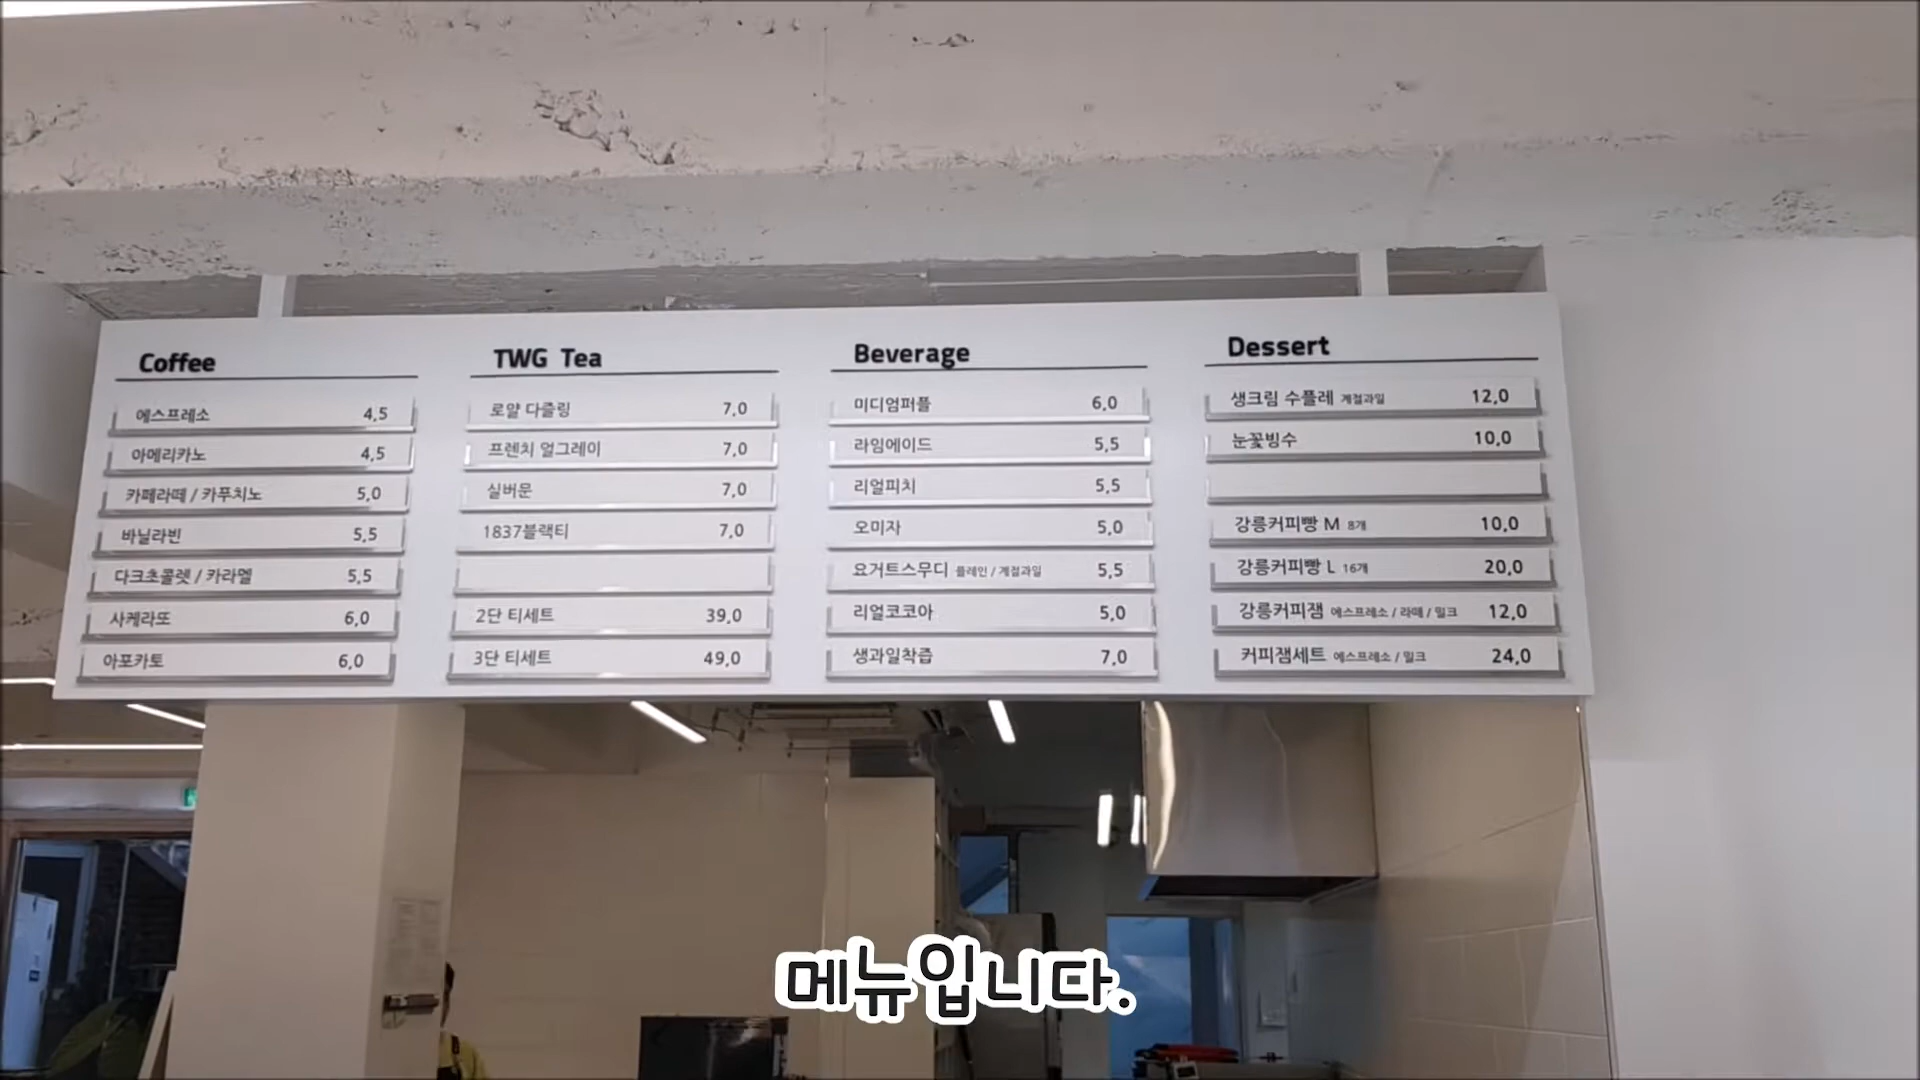 Coffee
에스프레소 4,5
아메리카노 4,5
카페라떼 / 카푸치노 5,0
바닐라빈 5,5
다크초콜렛 / 카라멜 5,5
사케라또 6,0
아포카토 6,0
TWG Tea
로얄 다즐링 7,0
프렌치 얼그레이 7,0
실버문 7,0
1837블랙티 7,0
2단 티세트 39,0
3단 티세트 49,0
Beverage
미디엄퍼플 6,0
라임에이드 5,5
리얼피치 5,5
오미자 5,0
요거트스무디 플레인 / 계절과일 5,5
리얼코코아 5,0
생과일착즙 7,0
Dessert
생크림 수플레 계절과일 12,0
눈꽃빙수 10,0
강릉커피빵 M 8개 10,0
강릉커피빵 L 16개 20,0
강릉커피잼 에스프레소 / 라떼 / 밀크 12,0
커피잼세트 에스프레소 / 밀크 24,0
메뉴입니다.